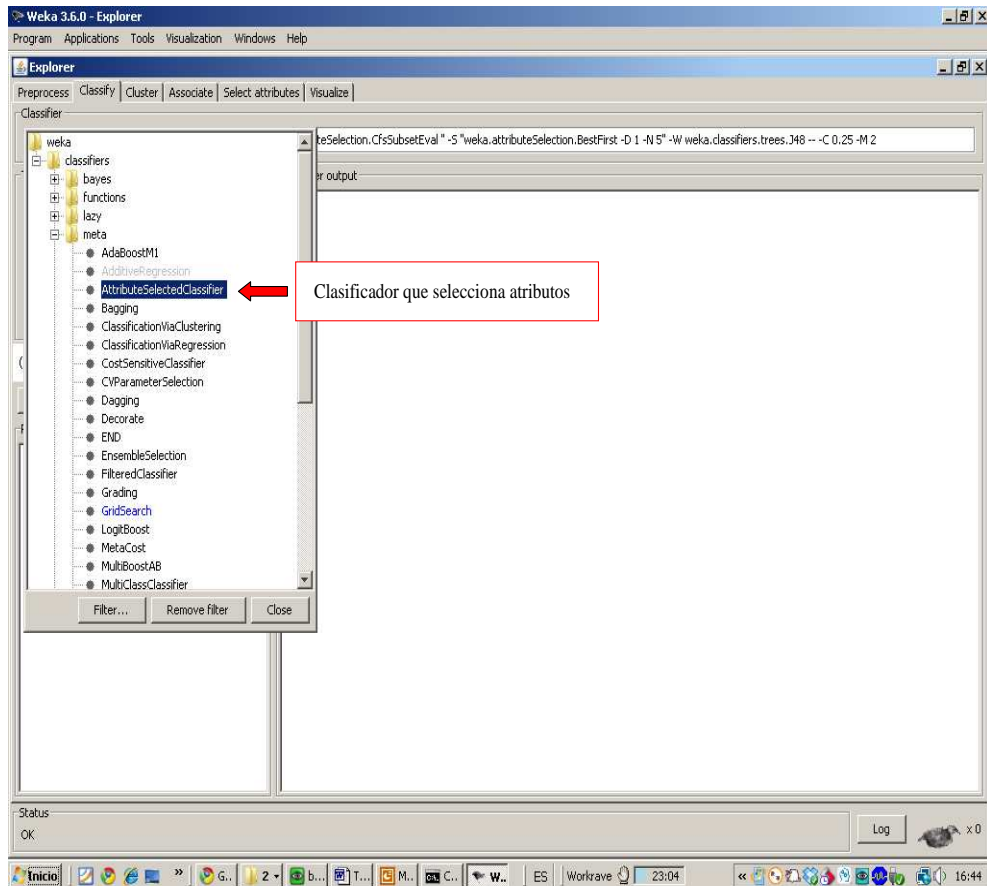 Weka 3.6.0 - Explorer
Program Applications Tools Visualization Windows Help
Explorer
Preprocess Classify Cluster Associate Select attributes Visualize
Classifier
teSelection.CfsSubsetEval " -S "weka.attributeSelection.BestFirst -D 1 -N 5" -W weka.classifiers.trees.J48 -- -C 0.25 -M 2
er output
weka
classifiers
bayes
functions
lazy
meta
AdaBoostM1
AdditiveRegression
AttributeSelectedClassifier
Clasificador que selecciona atributos
Bagging
ClassificationViaClustering
ClassificationViaRegression
CostSensitiveClassifier
CVParameterSelection
Dagging
Decorate
END
EnsembleSelection
FilteredClassifier
Grading
GridSearch
LogitBoost
MetaCost
MultiBoostAB
MultiClassClassifier
Filter... Remove filter Close
Status
OK
Log x 0
Inicio » G.. 2 b... T... M.. C.. W.. ES Workrave 23:04 « 16:44